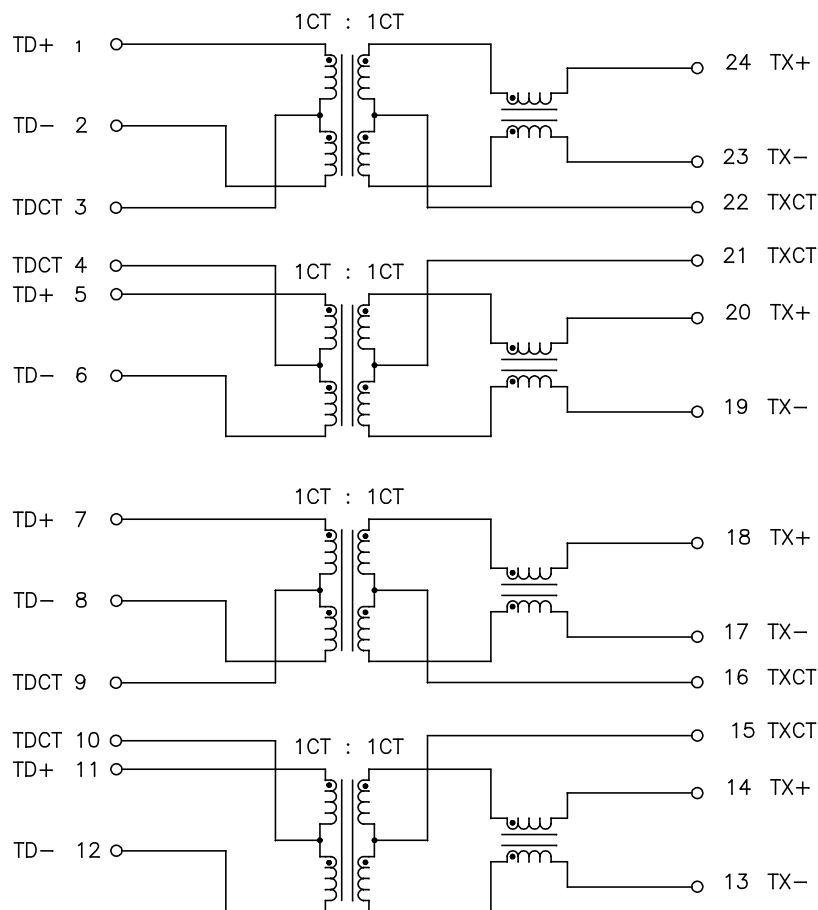 1CT : 1CT
TD+ 1
24 TX+
TD− 2
23 TX−
TDCT 3
22 TXCT
TDCT 4
21 TXCT
1CT : 1CT
TD+ 5
20 TX+
TD− 6
19 TX−
1CT : 1CT
TD+ 7
18 TX+
TD− 8
17 TX−
TDCT 9
16 TXCT
TDCT 10
15 TXCT
1CT : 1CT
TD+ 11
14 TX+
TD− 12
13 TX−